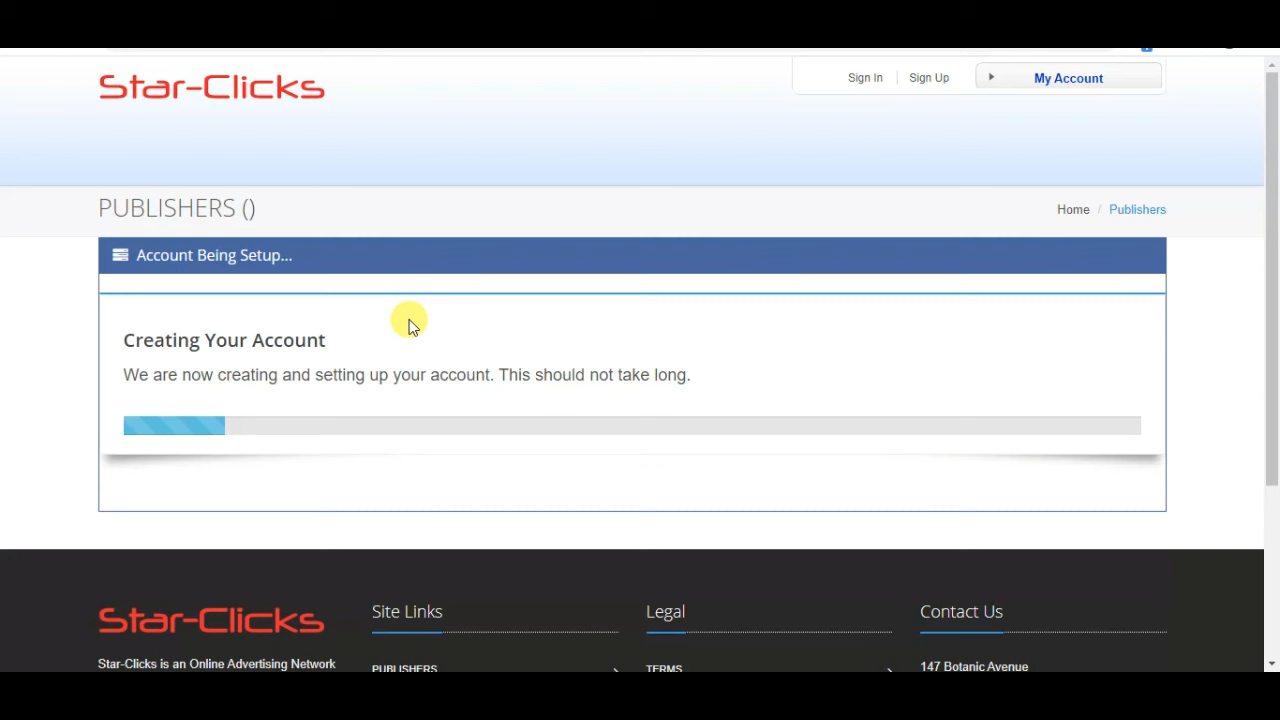 Star-Clicks
Sign In
Sign Up
My Account
PUBLISHERS ()
Home / Publishers
Account Being Setup...
Creating Your Account
We are now creating and setting up your account. This should not take long.
Star-Clicks
Star-Clicks is an Online Advertising Network
Site Links
PUBLISHERS
Legal
TERMS
Contact Us
147 Botanic Avenue